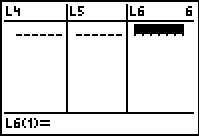 L4 L5 L6 6
------ ------
L6(1)=